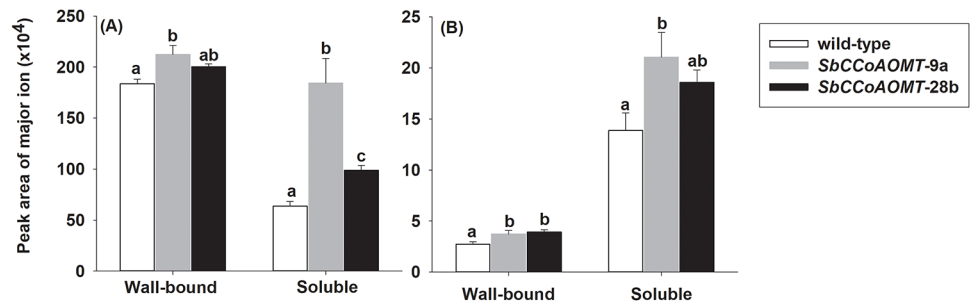 Peak area of major ion (x10⁴)
250
200
150
100
50
0
(A)
a
b
ab
a
b
c
Wall-bound
Soluble
25
20
15
10
5
0
(B)
a
b
b
a
b
ab
Wall-bound
Soluble
wild-type
SbCCoAOMT-9a
SbCCoAOMT-28b